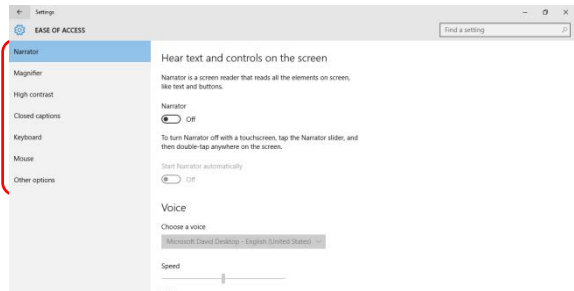 Settings
EASE OF ACCESS
Find a setting
Narrator
Magnifier
High contrast
Closed captions
Keyboard
Mouse
Other options
Hear text and controls on the screen
Narrator is a screen reader that reads all the elements on screen,
like text and buttons.
Narrator
Off
To turn Narrator off with a touchscreen, tap the Narrator slider, and
then double-tap anywhere on the screen.
Start Narrator automatically
Off
Voice
Choose a voice
Microsoft David Desktop - English (United States)
Speed